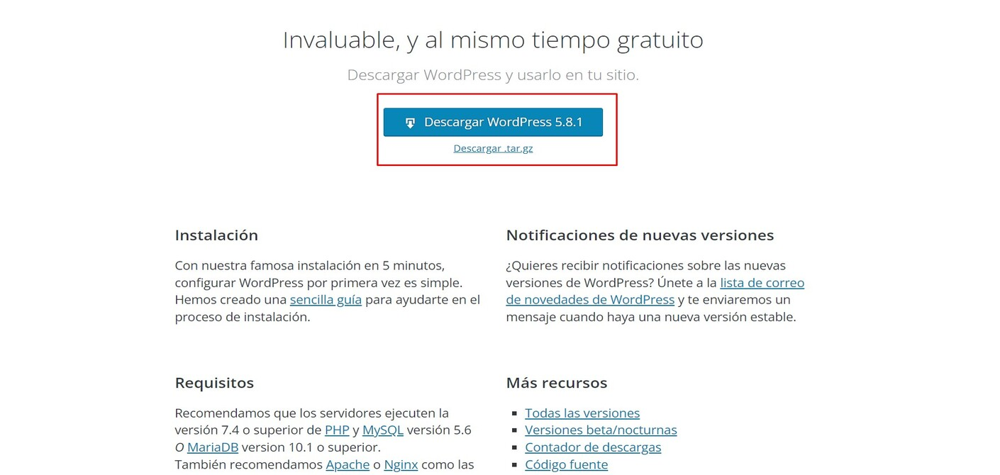 Invaluable, y al mismo tiempo gratuito
Descargar WordPress y usarlo en tu sitio.
Descargar WordPress 5.8.1
Descargar .tar.gz
Instalación
Con nuestra famosa instalación en 5 minutos,
configurar WordPress por primera vez es simple.
Hemos creado una sencilla guía para ayudarte en el
proceso de instalación.
Notificaciones de nuevas versiones
¿Quieres recibir notificaciones sobre las nuevas
versiones de WordPress? Únete a la lista de correo
de novedades de WordPress y te enviaremos un
mensaje cuando haya una nueva versión estable.
Requisitos
Recomendamos que los servidores ejecuten la
versión 7.4 o superior de PHP y MySQL versión 5.6
O MariaDB version 10.1 o superior.
También recomendamos Apache o Nginx como las
Más recursos
Todas las versiones
Versiones beta/nocturnas
Contador de descargas
Código fuente